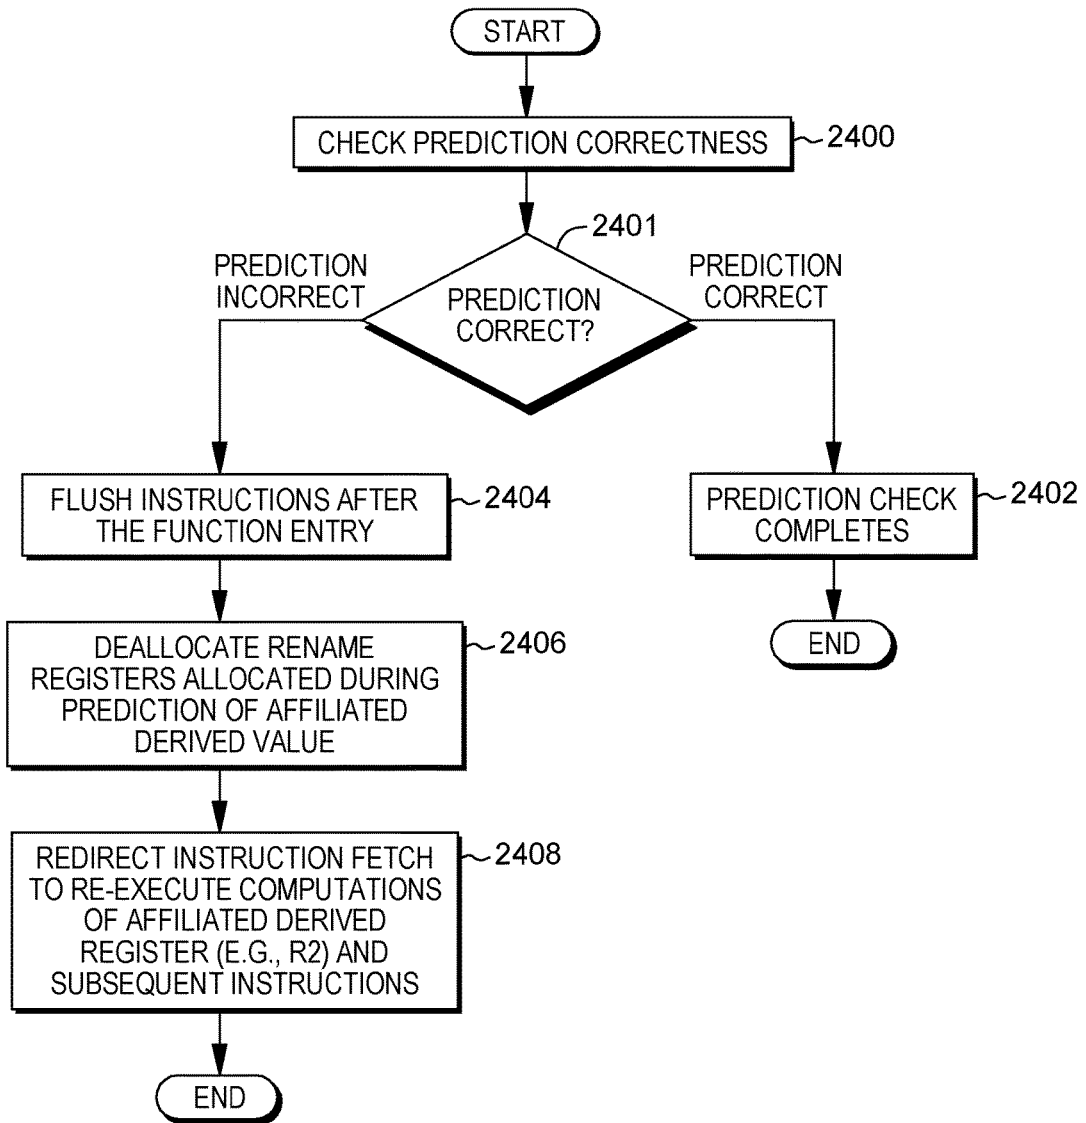 START
CHECK PREDICTION CORRECTNESS
2400
2401
PREDICTION
INCORRECT
PREDICTION
CORRECT?
PREDICTION
CORRECT
FLUSH INSTRUCTIONS AFTER
THE FUNCTION ENTRY
2404
PREDICTION CHECK
COMPLETES
2402
DEALLOCATE RENAME
REGISTERS ALLOCATED DURING
PREDICTION OF AFFILIATED
DERIVED VALUE
2406
END
REDIRECT INSTRUCTION FETCH
TO RE-EXECUTE COMPUTATIONS
OF AFFILIATED DERIVED
REGISTER (E.G., R2) AND
SUBSEQUENT INSTRUCTIONS
2408
END